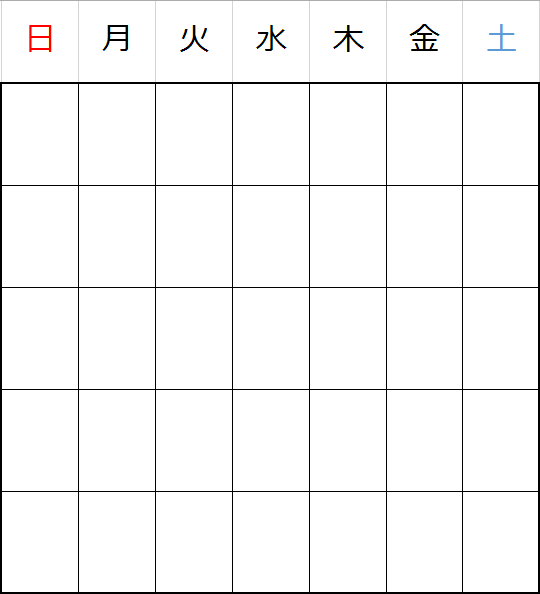 日 月 火 水 木 金 土